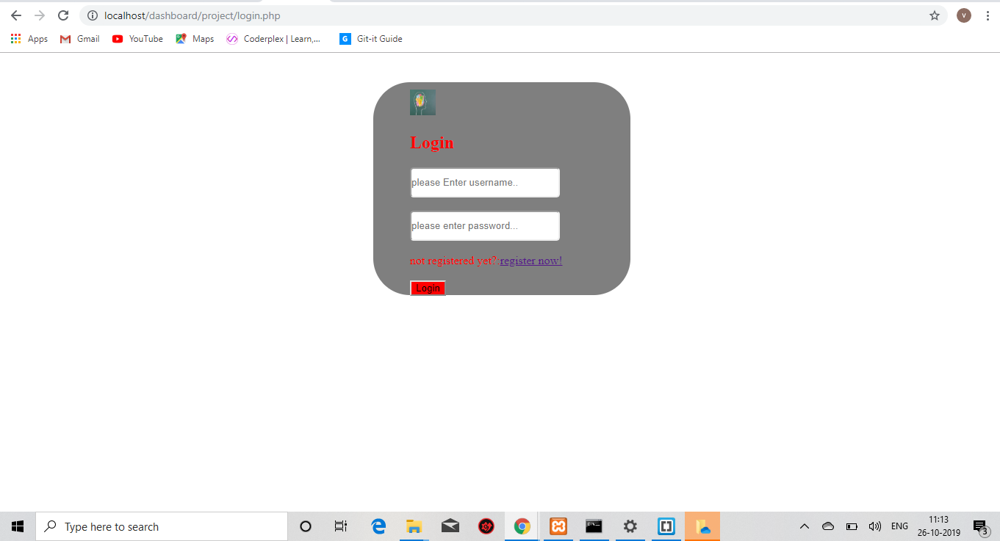 localhost/dashboard/project/login.php
V
Apps Gmail YouTube Maps Coderplex | Learn,... G Git-it Guide
Login
please Enter username..
please enter password...
not registered yet?:register now!
Login
Type here to search
ENG
11:13
26-10-2019
3